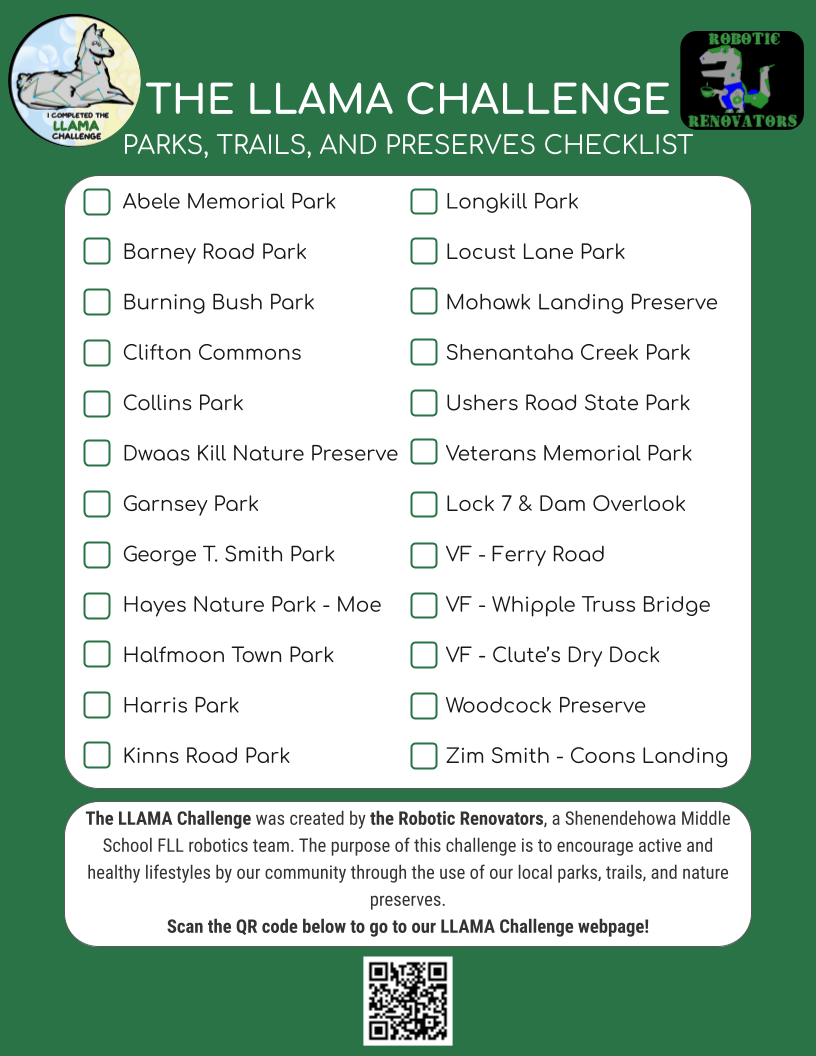 I COMPLETED THE
LLAMA
CHALLENGE
ROBOTIC
RENOVATORS
THE LLAMA CHALLENGE
PARKS, TRAILS, AND PRESERVES CHECKLIST
Abele Memorial Park
Barney Road Park
Burning Bush Park
Clifton Commons
Collins Park
Dwaas Kill Nature Preserve
Garnsey Park
George T. Smith Park
Hayes Nature Park - Moe
Halfmoon Town Park
Harris Park
Kinns Road Park
Longkill Park
Locust Lane Park
Mohawk Landing Preserve
Shenantaha Creek Park
Ushers Road State Park
Veterans Memorial Park
Lock 7 & Dam Overlook
VF - Ferry Road
VF - Whipple Truss Bridge
VF - Clute's Dry Dock
Woodcock Preserve
Zim Smith - Coons Landing
The LLAMA Challenge was created by the Robotic Renovators, a Shenendehowa Middle
School FLL robotics team. The purpose of this challenge is to encourage active and
healthy lifestyles by our community through the use of our local parks, trails, and nature
preserves.
Scan the QR code below to go to our LLAMA Challenge webpage!